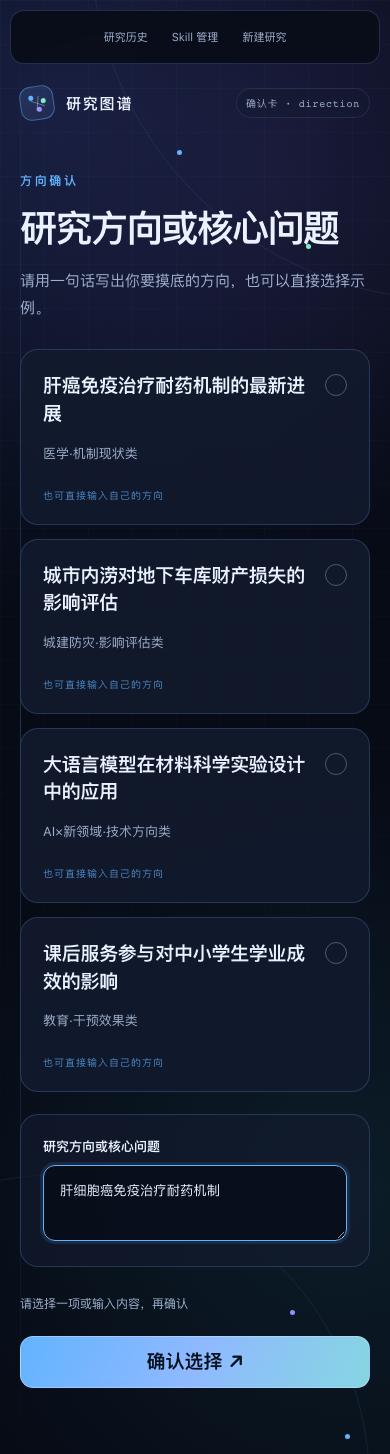 研究历史 Skill 管理 新建研究
研究图谱
确认卡 · direction
方向确认
研究方向或核心问题
请用一句话写出你要摸底的方向，也可以直接选择示
例。
肝癌免疫治疗耐药机制的最新进
展
医学·机制现状类
也可直接输入自己的方向
城市内涝对地下车库财产损失的
影响评估
城建防灾·影响评估类
也可直接输入自己的方向
大语言模型在材料科学实验设计
中的应用
AI×新领域·技术方向类
也可直接输入自己的方向
课后服务参与对中小学生学业成
效的影响
教育·干预效果类
也可直接输入自己的方向
研究方向或核心问题
肝细胞癌免疫治疗耐药机制
请选择一项或输入内容，再确认
确认选择 ↗